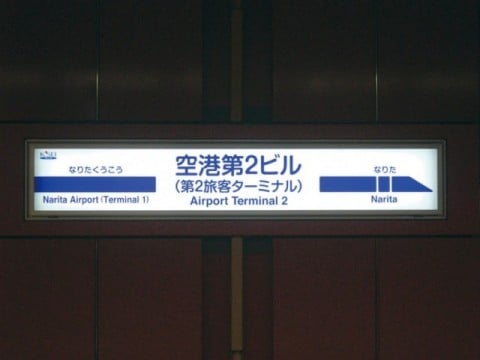 なりたくうこう
Narita Airport (Terminal 1)
空港第2ビル
(第2旅客ターミナル)
Airport Terminal 2
なりた
Narita